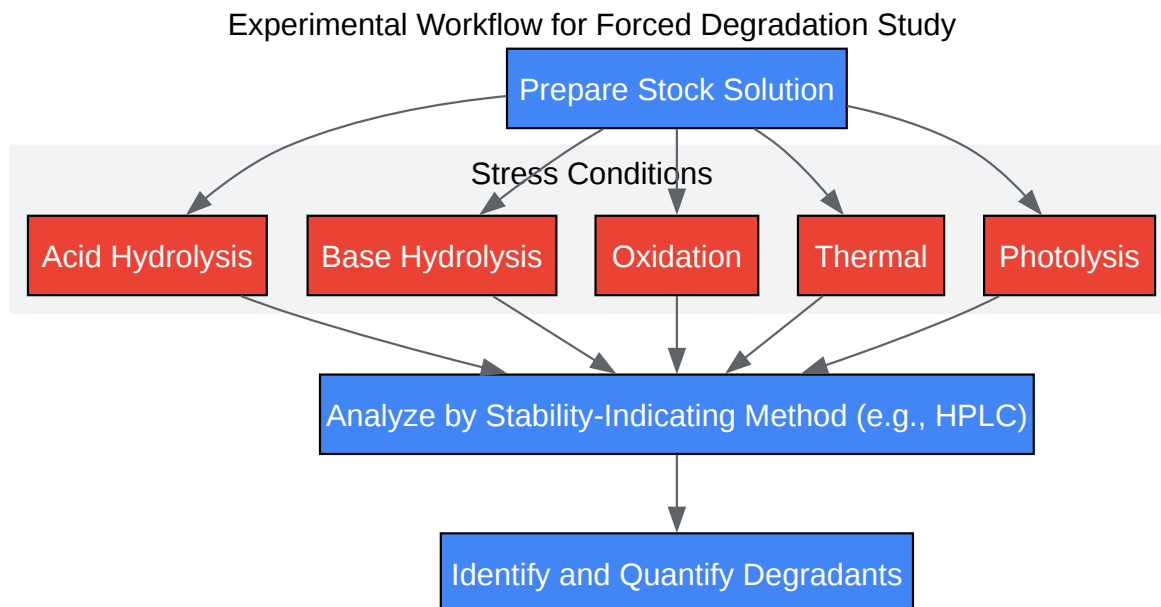 Experimental Workflow for Forced Degradation Study
Prepare Stock Solution
Stress Conditions
Acid Hydrolysis
Base Hydrolysis
Oxidation
Thermal
Photolysis
Analyze by Stability-Indicating Method (e.g., HPLC)
Identify and Quantify Degradants